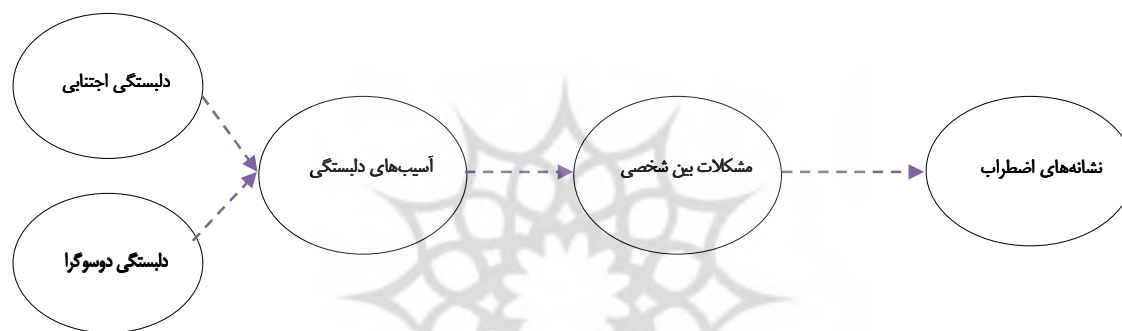 دلبستگی اجتنابی
آسیب‌های دلبستگی
مشکلات بین شخصی
نشانه‌های اضطراب
دلبستگی دوسوگرا